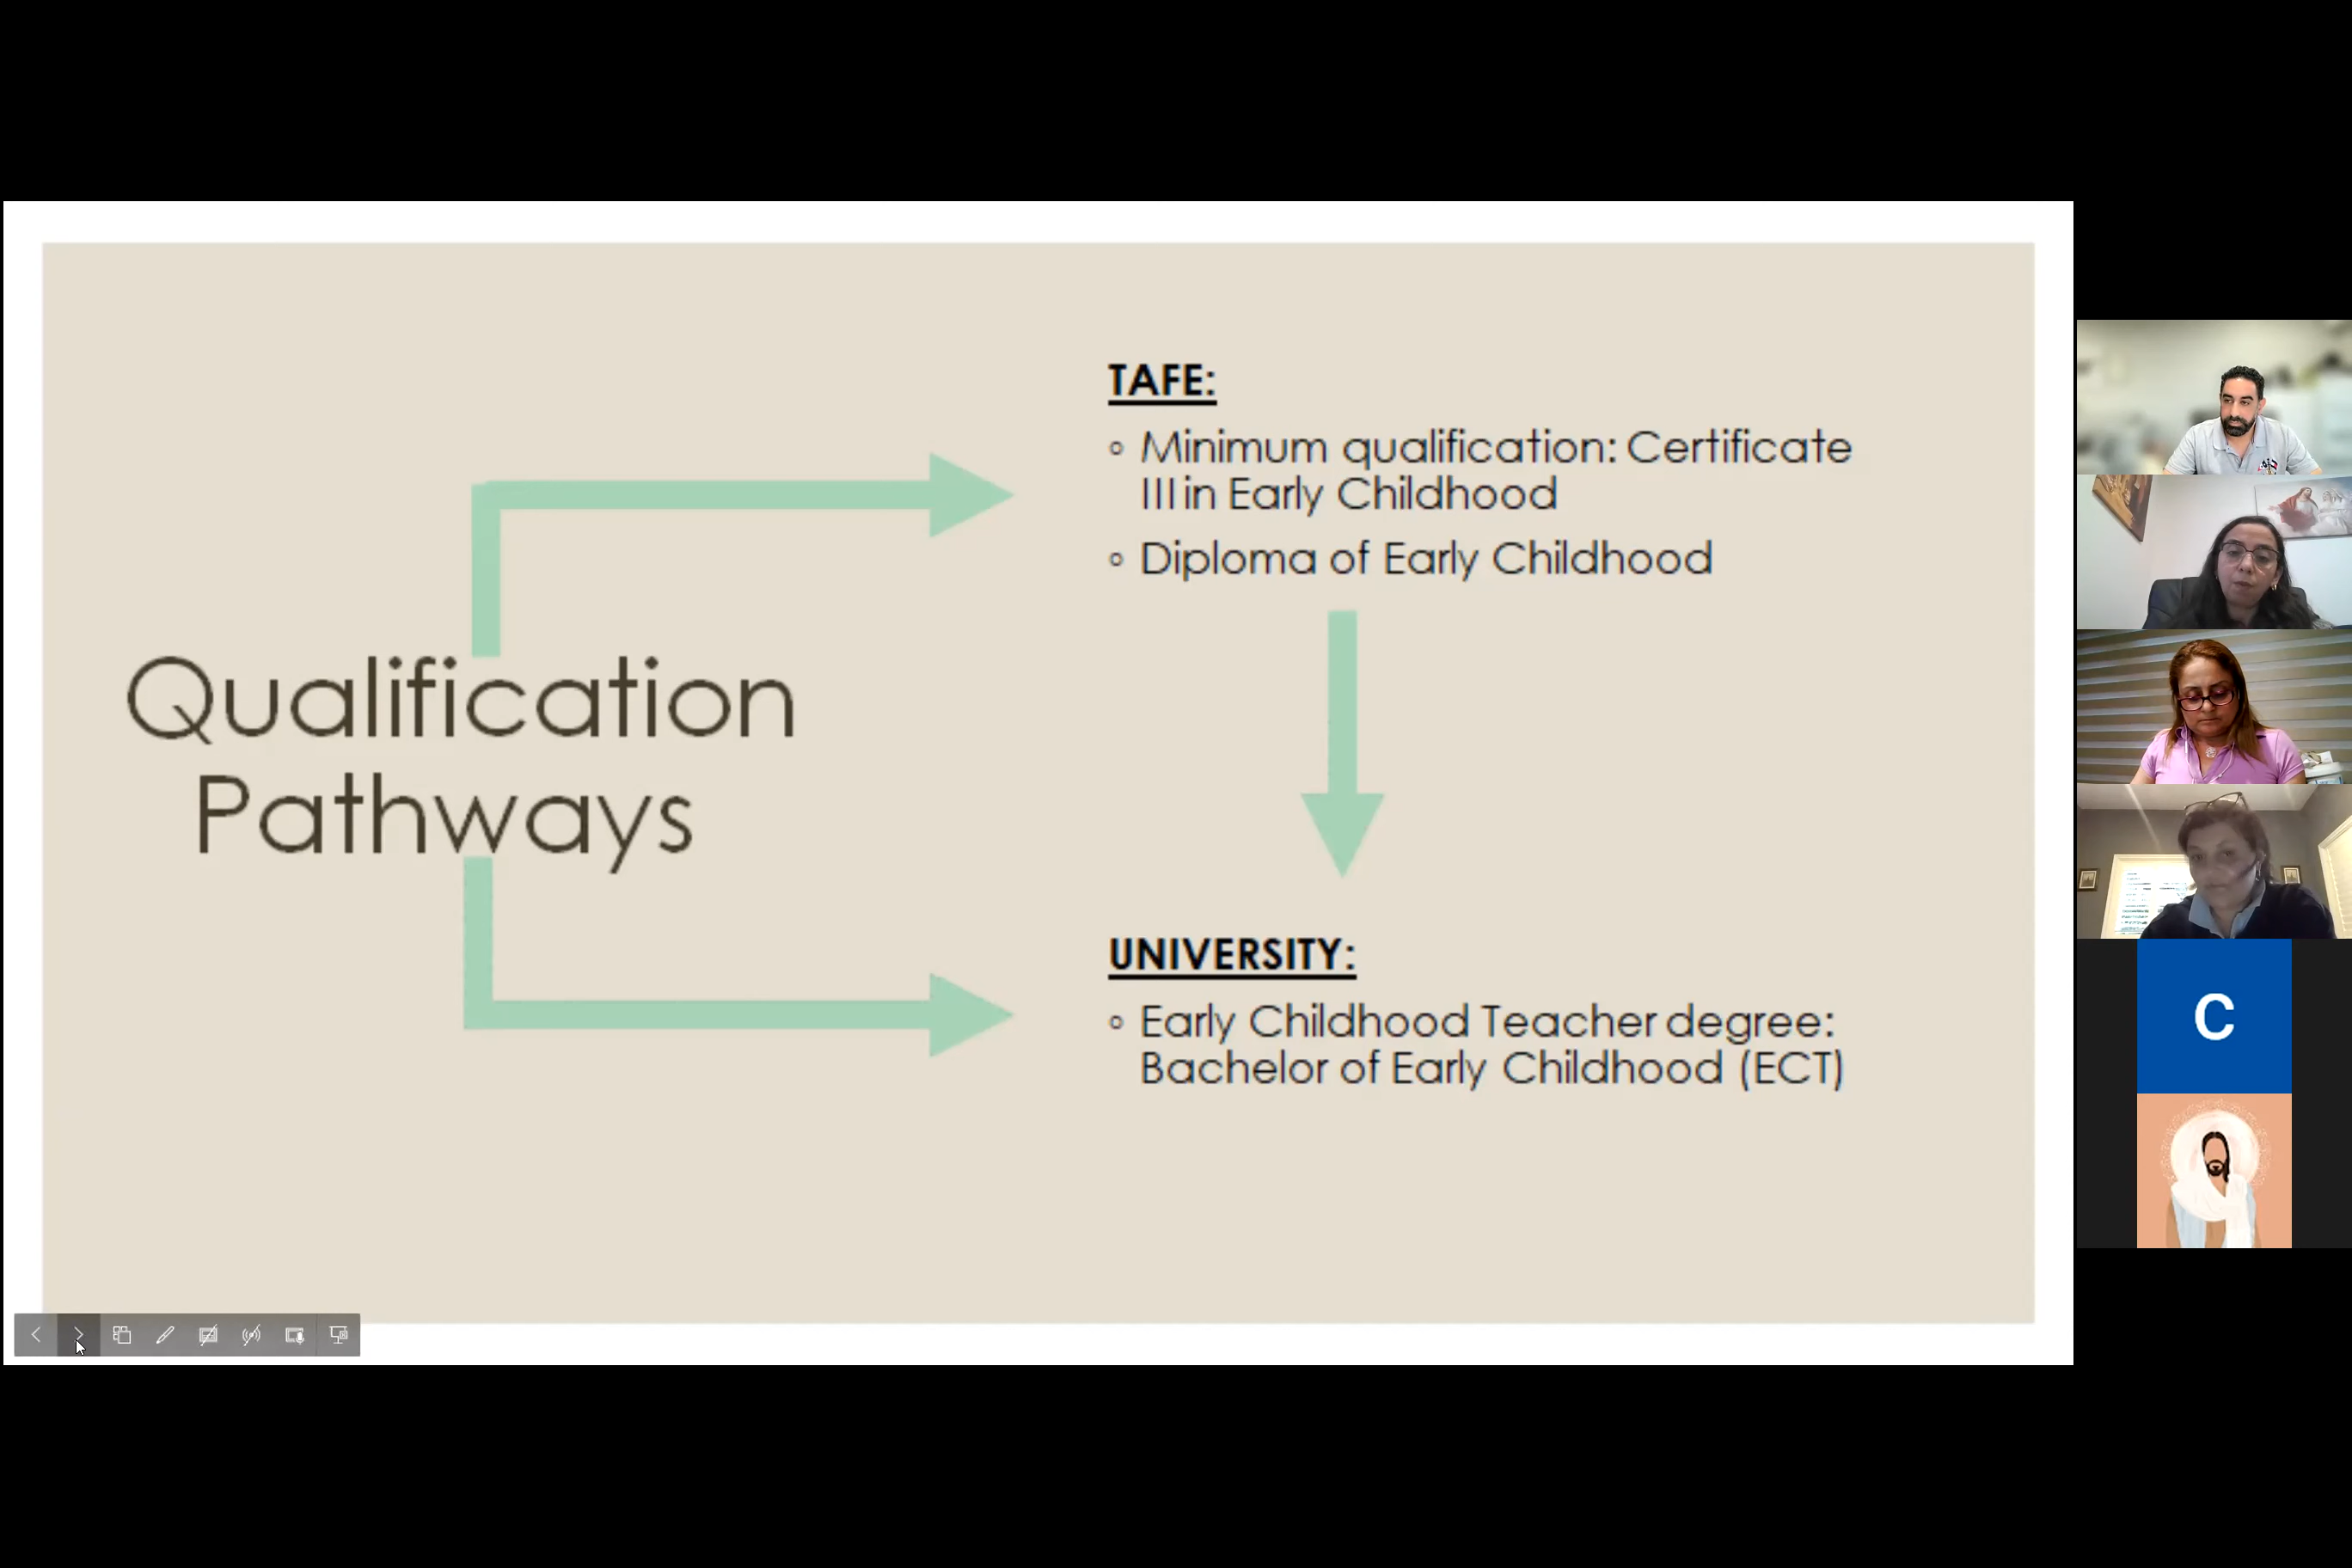 Qualification
Pathways
TAFE:
◦ Minimum qualification: Certificate
III in Early Childhood
◦ Diploma of Early Childhood
UNIVERSITY:
◦ Early Childhood Teacher degree:
Bachelor of Early Childhood (ECT)
C